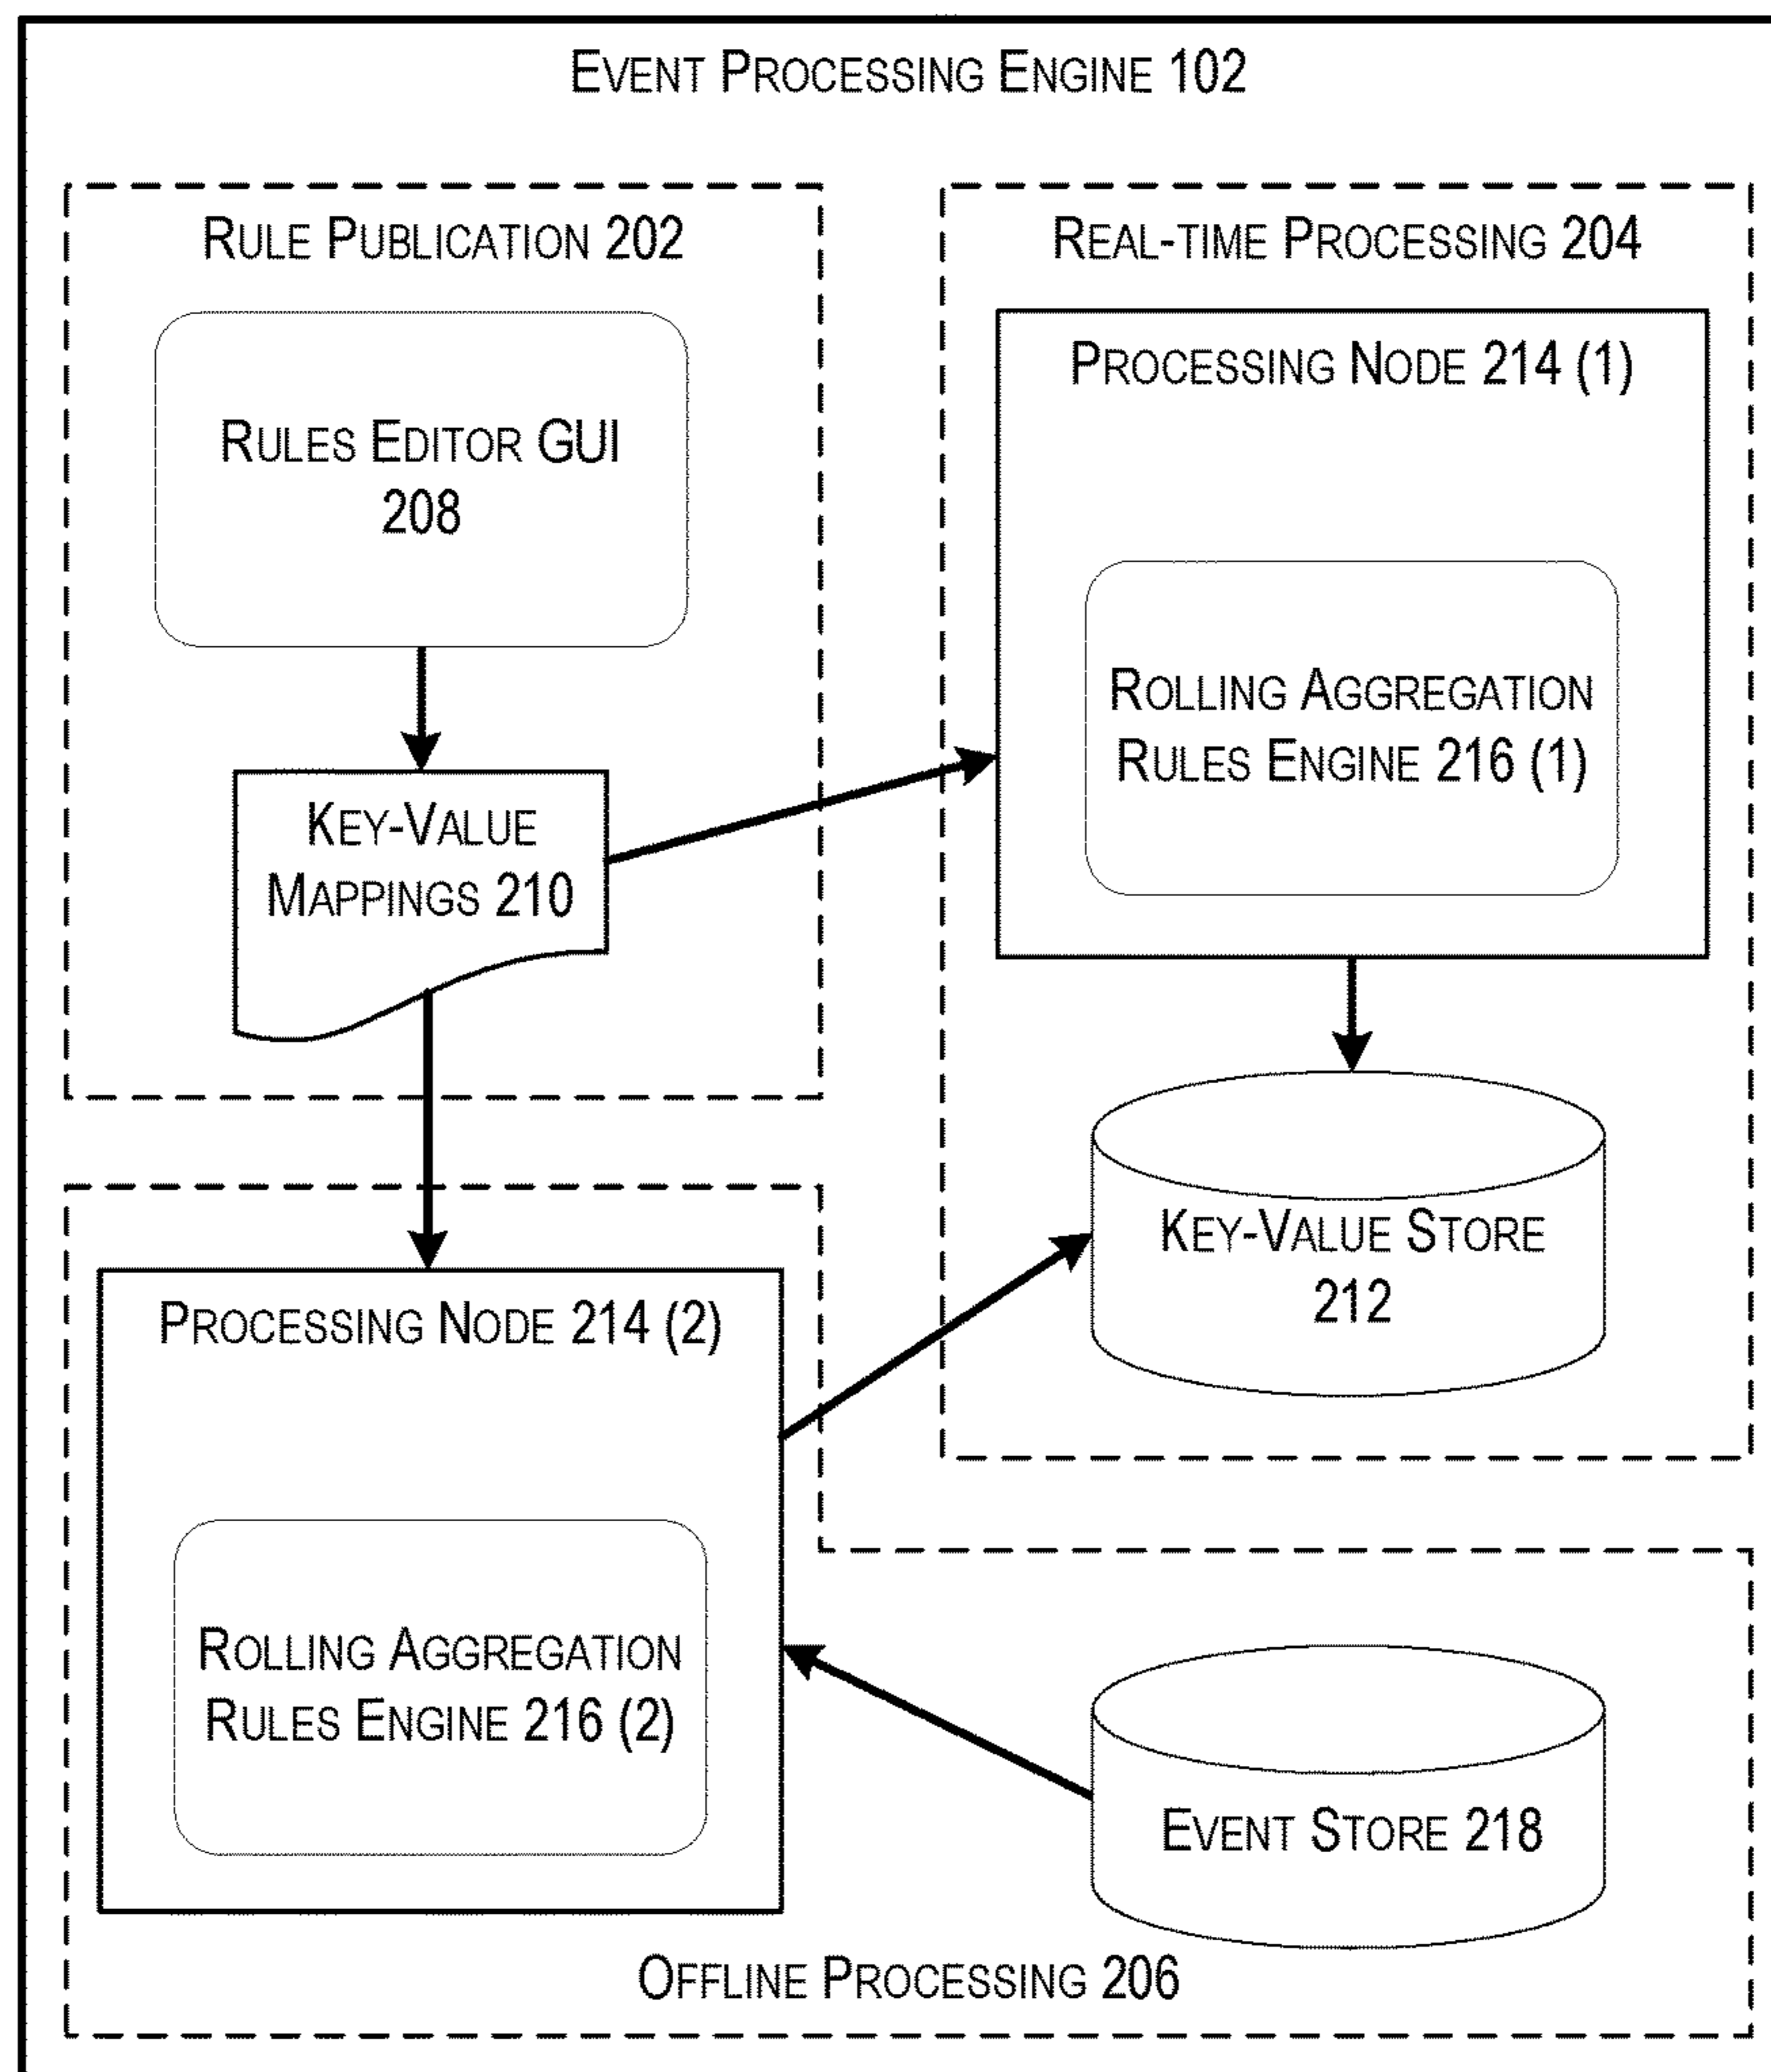 EVENT PROCESSING ENGINE 102
RULE PUBLICATION 202
RULES EDITOR GUI
208
KEY-VALUE
MAPPINGS 210
REAL-TIME PROCESSING 204
PROCESSING NODE 214 (1)
ROLLING AGGREGATION
RULES ENGINE 216 (1)
KEY-VALUE STORE
212
PROCESSING NODE 214 (2)
ROLLING AGGREGATION
RULES ENGINE 216 (2)
EVENT STORE 218
OFFLINE PROCESSING 206